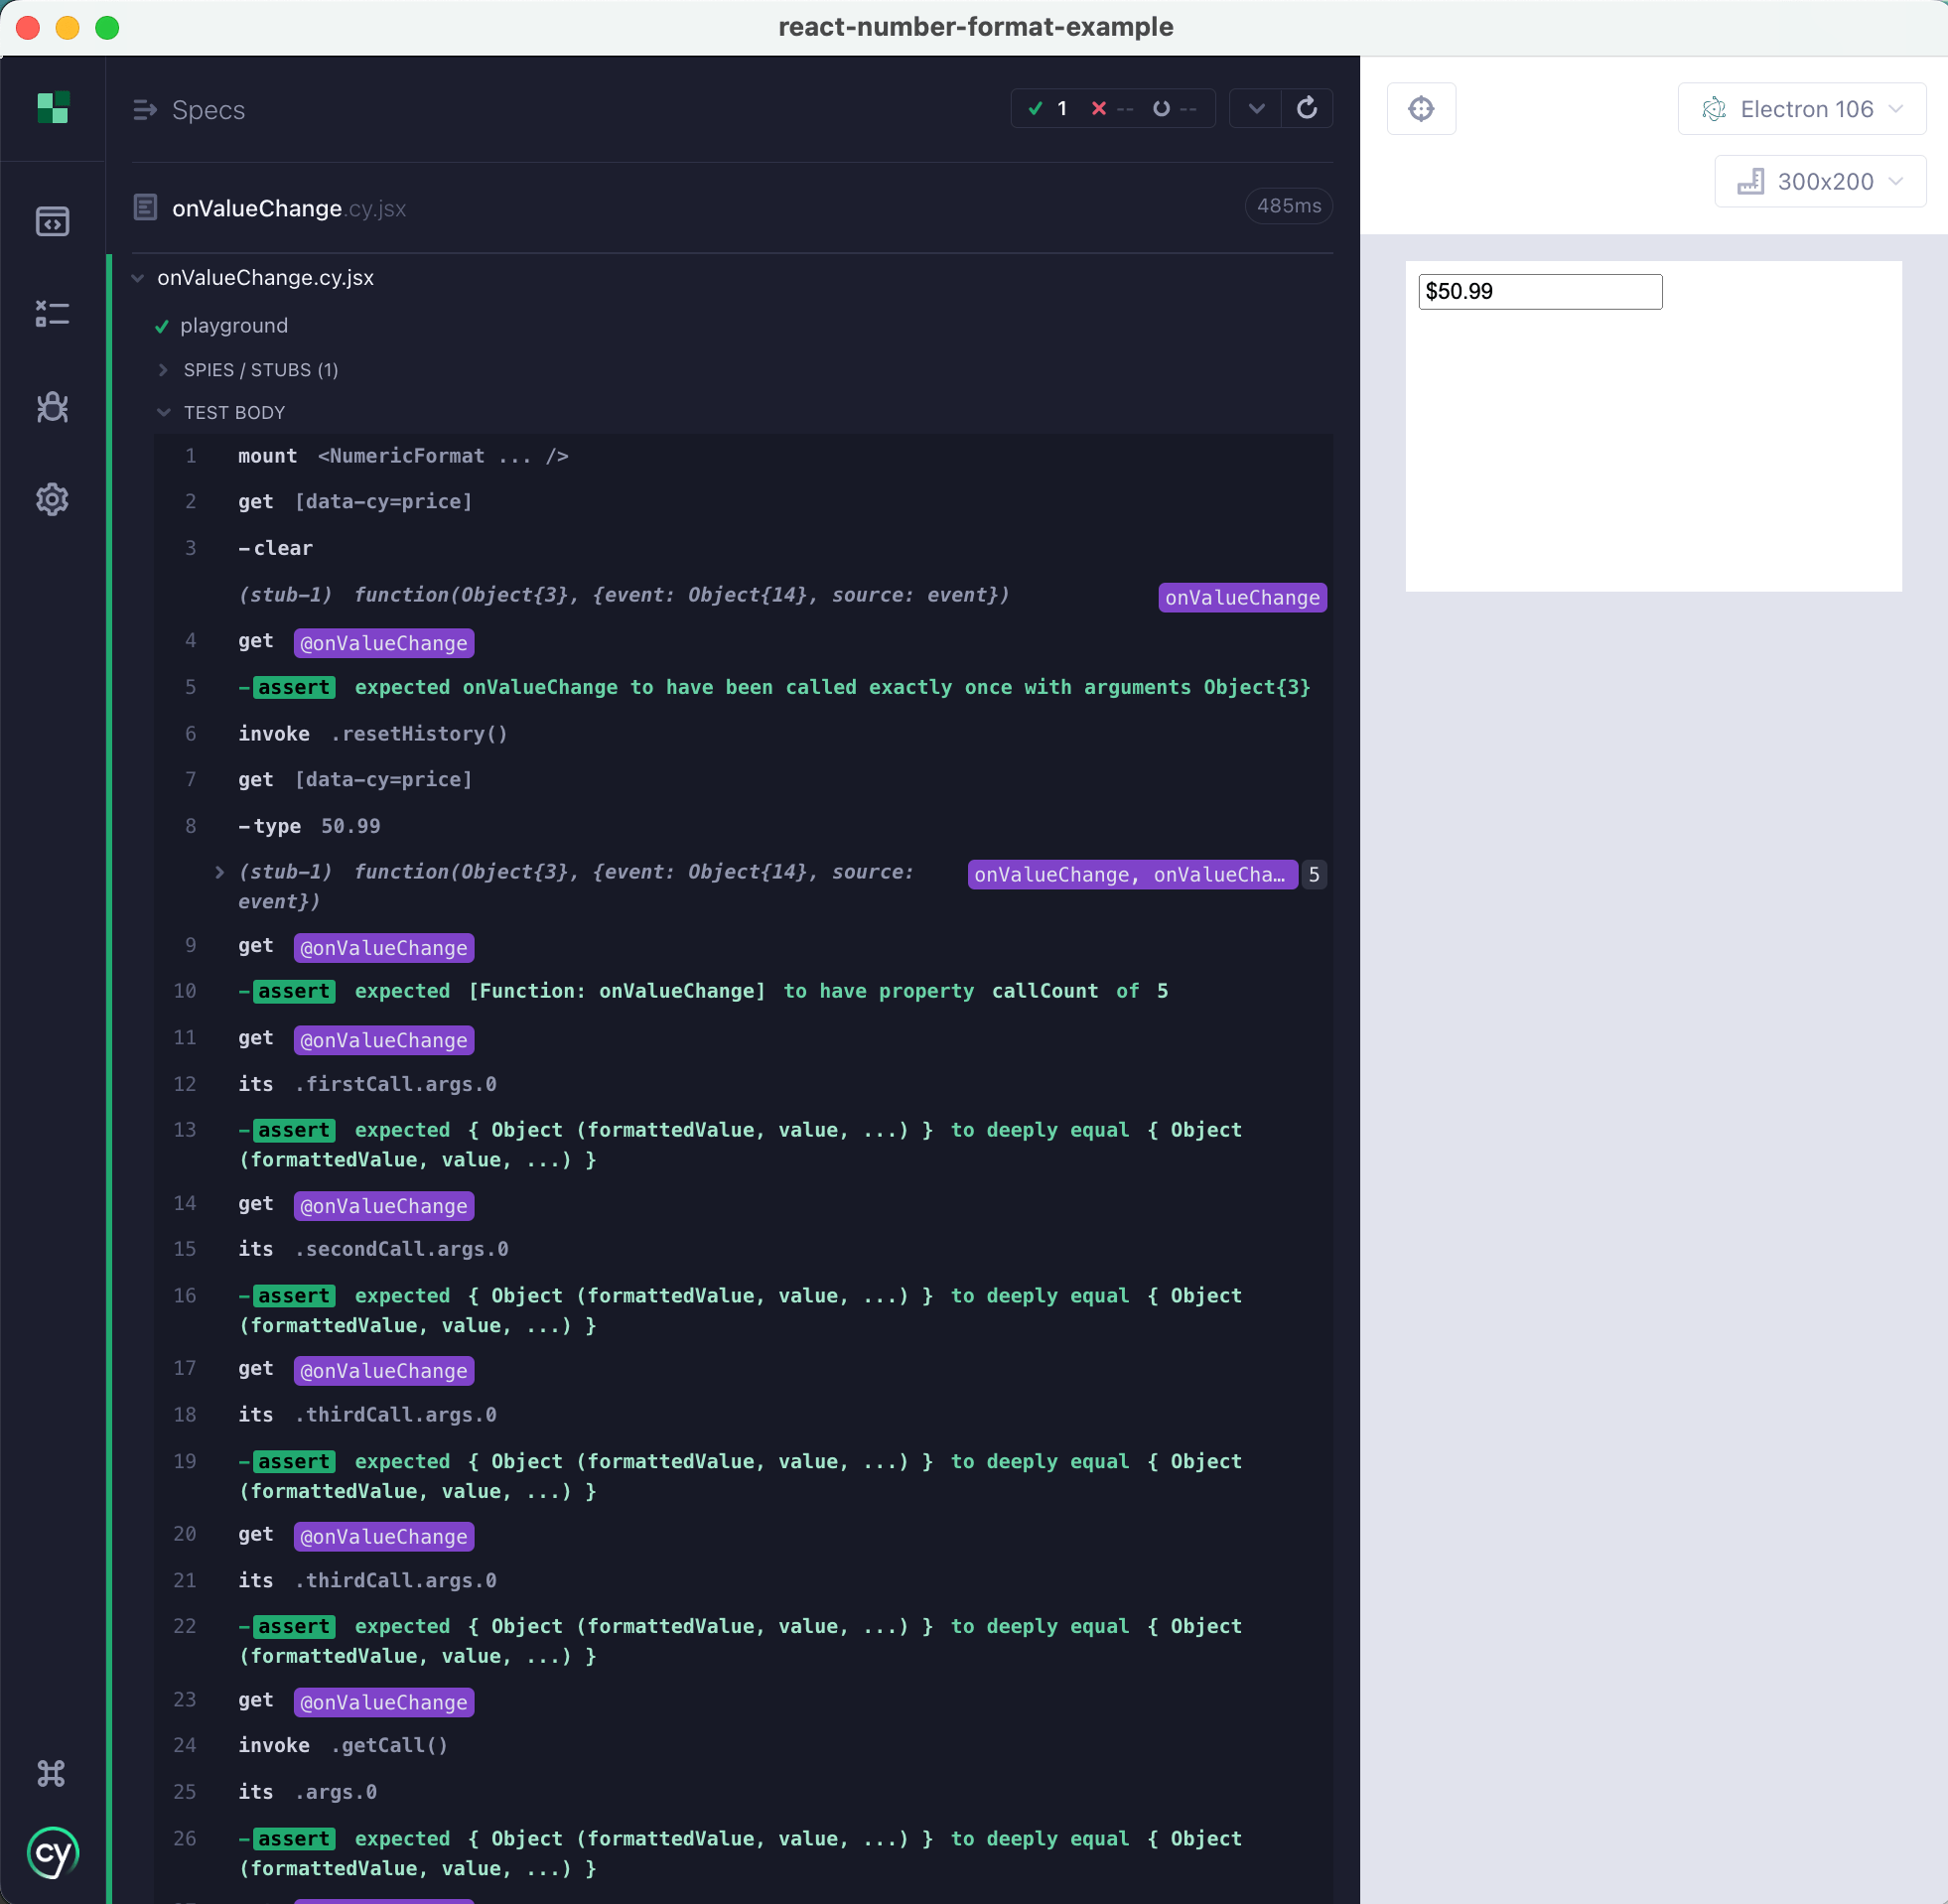 react-number-format-example
Specs
1 -- --
Electron 106
300x200
onValueChange.cy.jsx
485ms
$50.99
onValueChange.cy.jsx
playground
SPIES / STUBS (1)
TEST BODY
1 mount <NumericFormat ... />
2 get [data-cy=price]
3 -clear
(stub-1) function(Object{3}, {event: Object{14}, source: event}) onValueChange
4 get @onValueChange
5 -assert expected onValueChange to have been called exactly once with arguments Object{3}
6 invoke .resetHistory()
7 get [data-cy=price]
8 -type 50.99
(stub-1) function(Object{3}, {event: Object{14}, source: onValueChange, onValueCha... 5
event})
9 get @onValueChange
10 -assert expected [Function: onValueChange] to have property callCount of 5
11 get @onValueChange
12 its .firstCall.args.0
13 -assert expected { Object (formattedValue, value, ...) } to deeply equal { Object
(formattedValue, value, ...) }
14 get @onValueChange
15 its .secondCall.args.0
16 -assert expected { Object (formattedValue, value, ...) } to deeply equal { Object
(formattedValue, value, ...) }
17 get @onValueChange
18 its .thirdCall.args.0
19 -assert expected { Object (formattedValue, value, ...) } to deeply equal { Object
(formattedValue, value, ...) }
20 get @onValueChange
21 its .thirdCall.args.0
22 -assert expected { Object (formattedValue, value, ...) } to deeply equal { Object
(formattedValue, value, ...) }
23 get @onValueChange
24 invoke .getCall()
25 its .args.0
26 -assert expected { Object (formattedValue, value, ...) } to deeply equal { Object
(formattedValue, value, ...) }
cy